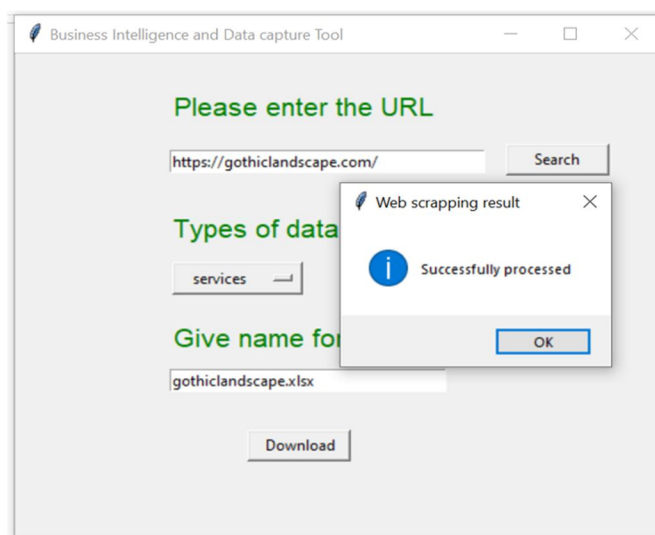 Business Intelligence and Data capture Tool
Please enter the URL
https://gothiclandscape.com/
Search
Web scrapping result
Types of data
Successfully processed
services
OK
Give name for
gothiclandscape.xlsx
Download